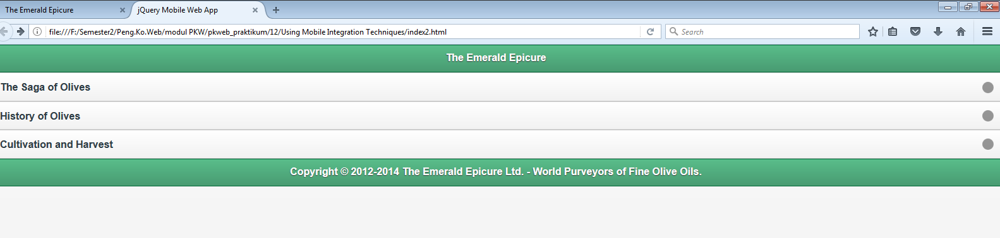 The Emerald Epicure
jQuery Mobile Web App
file:///F:/Semester2/Peng.Ko.Web/modul PKW/pkweb_praktikum/12/Using Mobile Integration Techniques/index2.html
Search
The Emerald Epicure
The Saga of Olives
History of Olives
Cultivation and Harvest
Copyright © 2012-2014 The Emerald Epicure Ltd. - World Purveyors of Fine Olive Oils.